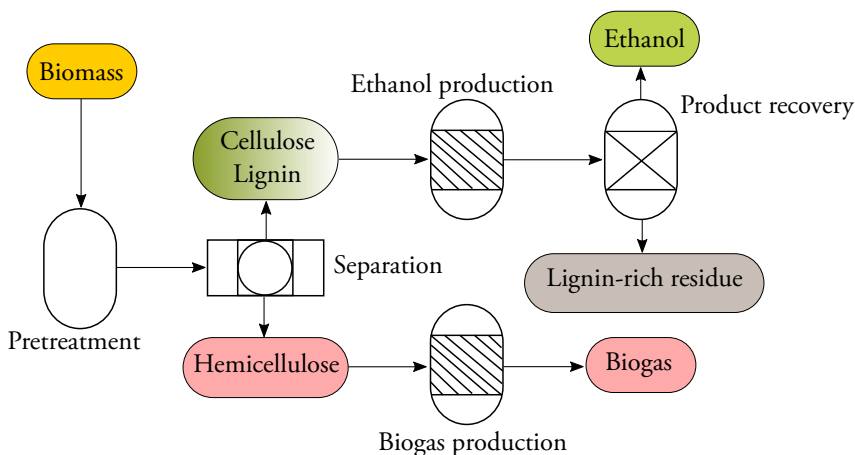 Ethanol
Biomass
Ethanol production
Product recovery
Cellulose
Lignin
Separation
Lignin-rich residue
Pretreatment
Hemicellulose
Biogas
Biogas production